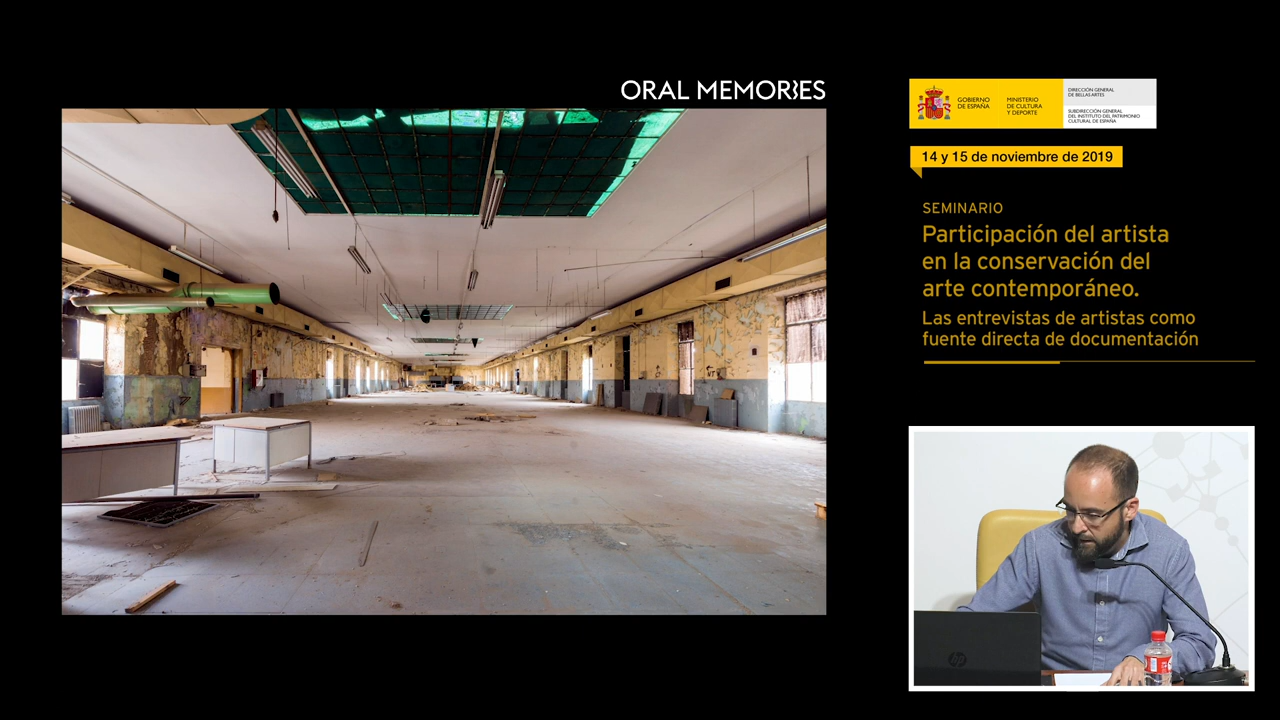 ORAL MEMORIES
GOBIERNO
DE ESPAÑA
MINISTERIO
DE CULTURA
Y DEPORTE
DIRECCIÓN GENERAL
DE BELLAS ARTES
SUBDIRECCIÓN GENERAL
DEL INSTITUTO DEL PATRIMONIO
CULTURAL DE ESPAÑA
14 y 15 de noviembre de 2019
SEMINARIO
Participación del artista
en la conservación del
arte contemporáneo.
Las entrevistas de artistas como
fuente directa de documentación
hp